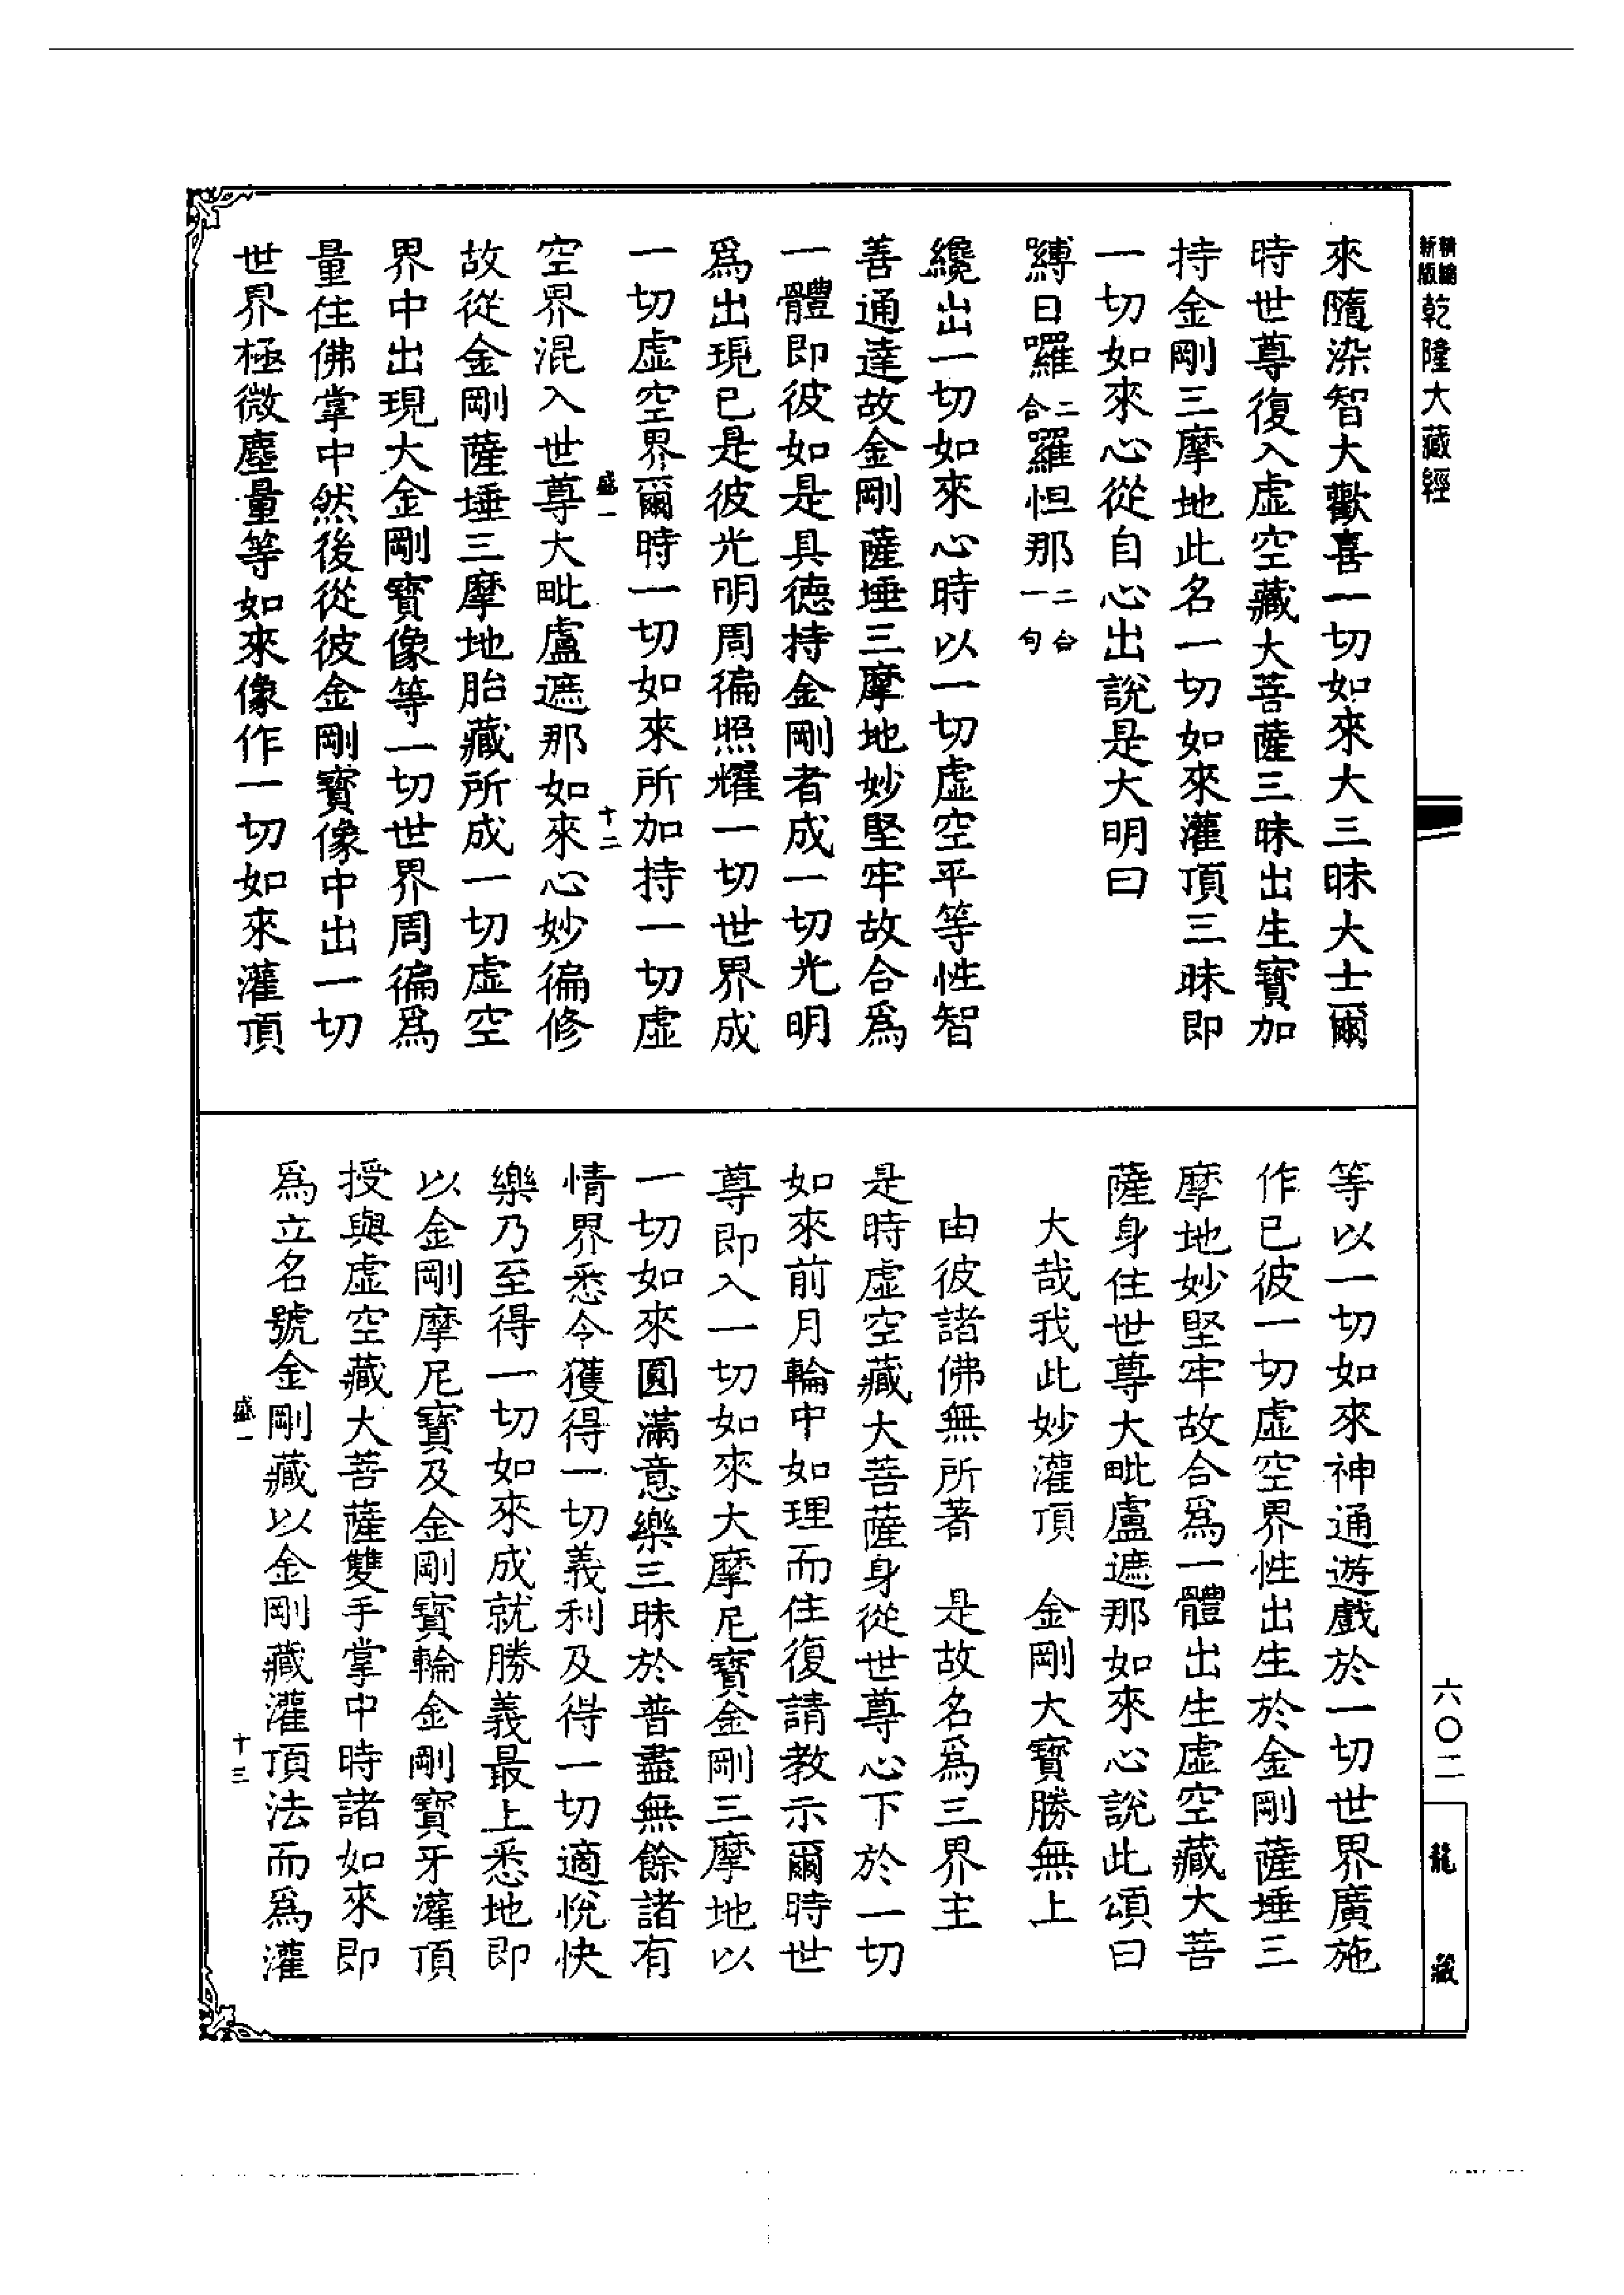 精縮新版乾隆大藏經
來隨染智大歡喜一切如來大三昧大士爾
時世尊復入虛空藏大菩薩三昧出生寶加
持金剛三摩地此名一切如來灌頂三昧即
一切如來心從自心出說是大明曰
嚩日囉二合羅怛那二合一句
纔出一切如來心時以一切虛空平等性智
善通達故金剛薩埵三摩地妙堅牢故合為
一體即彼如是具德持金剛者成一切光明
為出現已是彼光明周徧照耀一切世界成
一切虛空界爾時一切如來所加持一切虛
盛一 十二
空界混入世尊大毗盧遮那如來心妙徧修
故從金剛薩埵三摩地胎藏所成一切虛空
界中出現大金剛寶像等一切世界周徧為
量住佛掌中然後從彼金剛寶像中出一切
世界極微塵量等如來像作一切如來灌頂
等以一切如來神通遊戲於一切世界廣施
作已彼一切虛空界性出生於金剛薩埵三
摩地妙堅牢故合為一體出生虛空藏大菩
薩身住世尊大毗盧遮那如來心說此頌曰
大哉我此妙灌頂 金剛大寶勝無上
由彼諸佛無所著 是故名為三界主
是時虛空藏大菩薩身從世尊心下於一切
如來前月輪中如理而住復請教示爾時世
尊即入一切如來大摩尼寶金剛三摩地以
一切如來圓滿意樂三昧於普盡無餘諸有
情界悉令獲得一切義利及得一切適悅快
樂乃至得一切如來成就勝義最上悉地即
以金剛摩尼寶及金剛寶輪金剛寶牙灌頂
授與虛空藏大菩薩雙手掌中時諸如來即
為立名號金剛藏以金剛藏灌頂法而為灌
盛一 十三
六〇二
龍藏